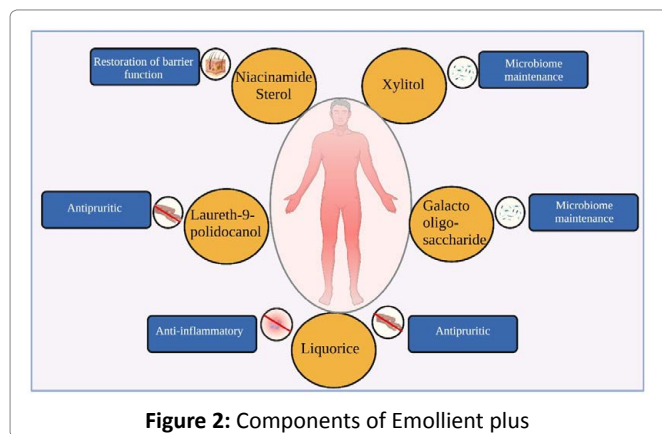 Restoration of barrier
function
Niacinamide
Sterol
Xylitol
Microbiome
maintenance
Antipruritic
Laureth-9-
polidocanol
Galacto
oligo-
saccharide
Microbiome
maintenance
Anti-inflammatory
Liquorice
Antipruritic
Figure 2: Components of Emollient plus